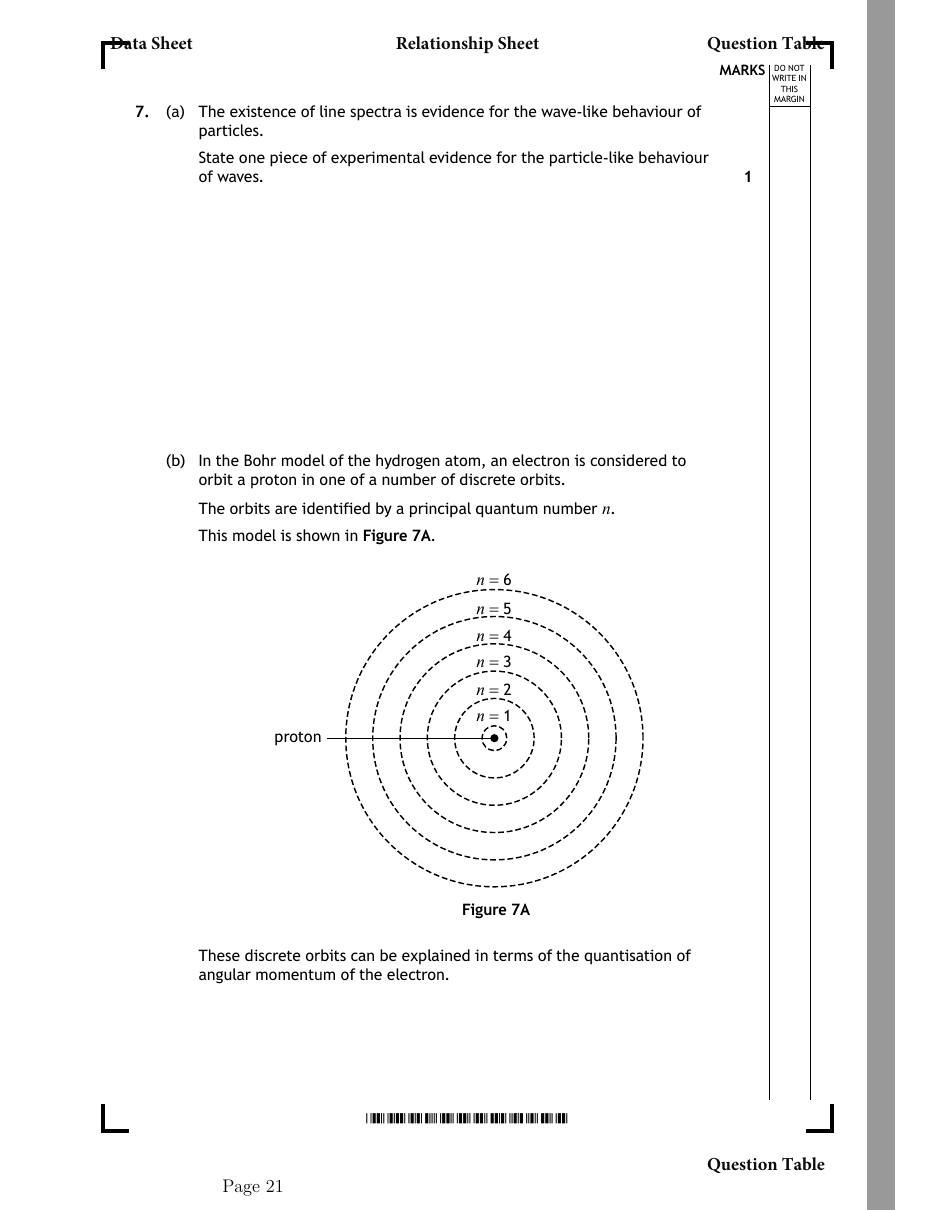 Data Sheet Relationship Sheet Question Table
MARKS
DO NOT
WRITE IN
THIS
MARGIN
7. (a) The existence of line spectra is evidence for the wave-like behaviour of
particles.
State one piece of experimental evidence for the particle-like behaviour
of waves. 1
(b) In the Bohr model of the hydrogen atom, an electron is considered to
orbit a proton in one of a number of discrete orbits.
The orbits are identified by a principal quantum number n.
This model is shown in Figure 7A.
n = 6
n = 5
n = 4
n = 3
n = 2
n = 1
proton
Figure 7A
These discrete orbits can be explained in terms of the quantisation of
angular momentum of the electron.
Question Table
Page 21